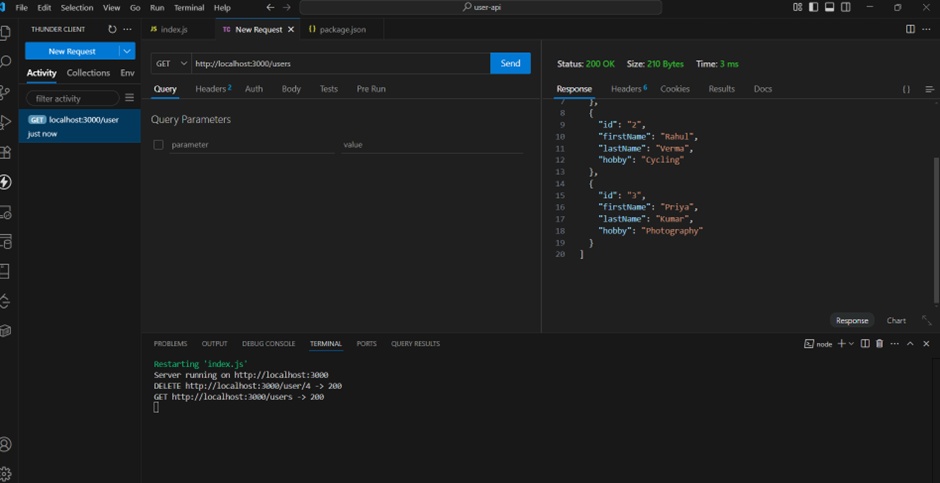 File Edit Selection View Go Run Terminal Help
user-api
THUNDER CLIENT
New Request
Activity Collections Env
filter activity
GET localhost:3000/user
just now
JS index.js
TC New Request
{} package.json
GET http://localhost:3000/users Send
Query Headers 2 Auth Body Tests Pre Run
Query Parameters
parameter value
Status: 200 OK Size: 210 Bytes Time: 3 ms
Response Headers 6 Cookies Results Docs {}
7 },
8 {
9 "id": "2",
10 "firstName": "Rahul",
11 "lastName": "Verma",
12 "hobby": "Cycling"
13 },
14 {
15 "id": "3",
16 "firstName": "Priya",
17 "lastName": "Kumar",
18 "hobby": "Photography"
19 }
20 ]
Response Chart
PROBLEMS OUTPUT DEBUG CONSOLE TERMINAL PORTS QUERY RESULTS
node
Restarting 'index.js'
Server running on http://localhost:3000
DELETE http://localhost:3000/user/4 -> 200
GET http://localhost:3000/users -> 200